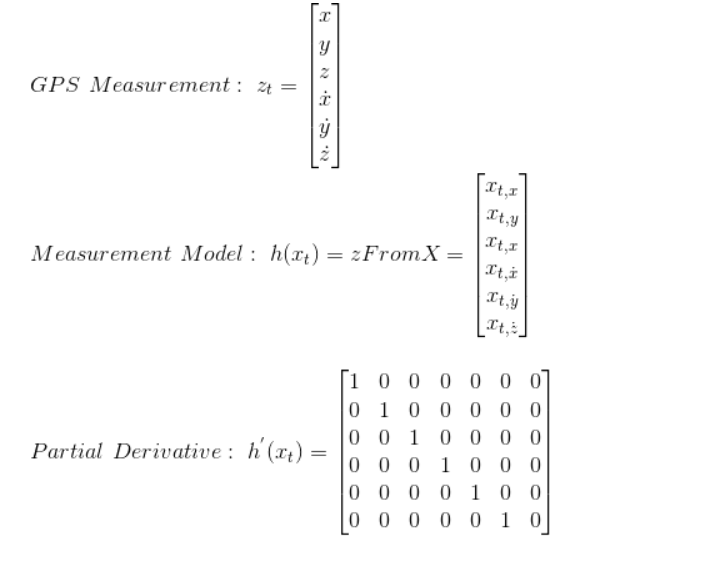 GPS Measurement : z_t = \begin{bmatrix} x \\ y \\ z \\ \dot{x} \\ \dot{y} \\ \dot{z} \end{bmatrix}
Measurement Model : h(x_t) = zFromX = \begin{bmatrix} x_{t,x} \\ x_{t,y} \\ x_{t,x} \\ x_{t,\dot{x}} \\ x_{t,\dot{y}} \\ x_{t,\dot{z}} \end{bmatrix}
Partial Derivative : h^{'}(x_t) = \begin{bmatrix} 1 & 0 & 0 & 0 & 0 & 0 & 0 \\ 0 & 1 & 0 & 0 & 0 & 0 & 0 \\ 0 & 0 & 1 & 0 & 0 & 0 & 0 \\ 0 & 0 & 0 & 1 & 0 & 0 & 0 \\ 0 & 0 & 0 & 0 & 1 & 0 & 0 \\ 0 & 0 & 0 & 0 & 0 & 1 & 0 \end{bmatrix}